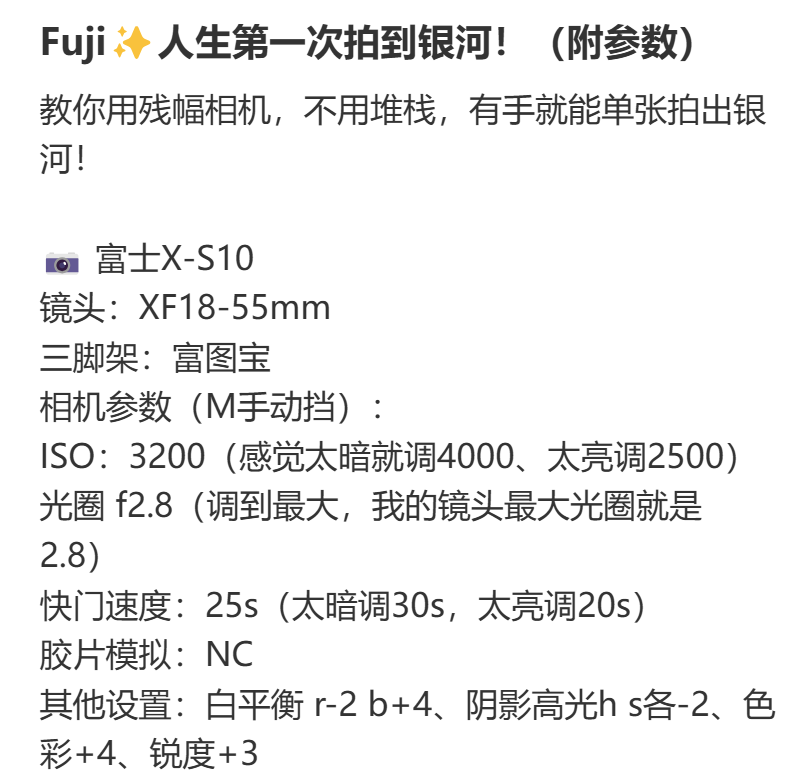 Fuji✨人生第一次拍到银河！（附参数）
教你用残幅相机，不用堆栈，有手就能单张拍出银
河！
📷 富士X-S10
镜头：XF18-55mm
三脚架：富图宝
相机参数（M手动挡）:
ISO：3200（感觉太暗就调4000、太亮调2500）
光圈 f2.8（调到最大，我的镜头最大光圈就是
2.8）
快门速度：25s（太暗调30s，太亮调20s）
胶片模拟：NC
其他设置：白平衡 r-2 b+4、阴影高光h s各-2、色
彩+4、锐度+3